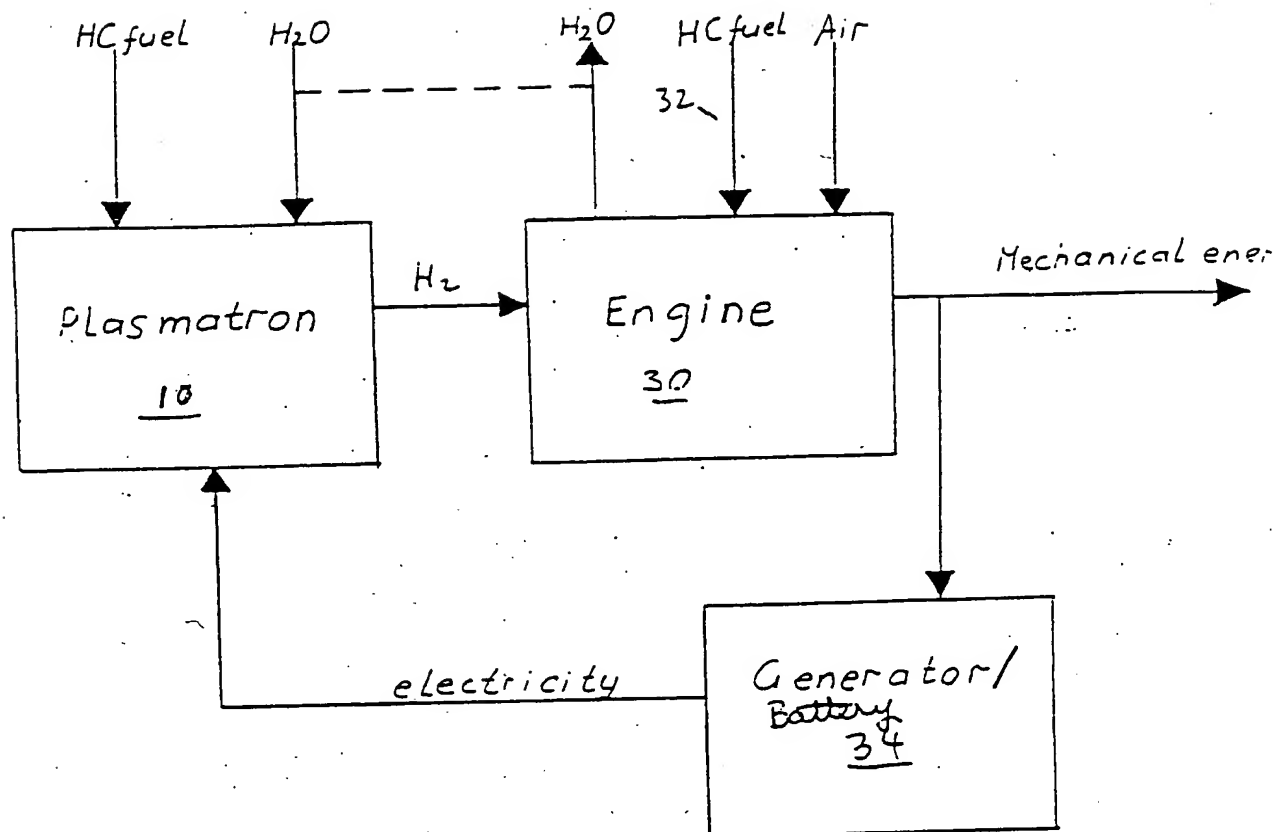 HC fuel
H2O
H2O
HC fuel
Air
32
Plasmatron
10
H2
Engine
30
Mechanical ener
electricity
Generator/
Battery
34